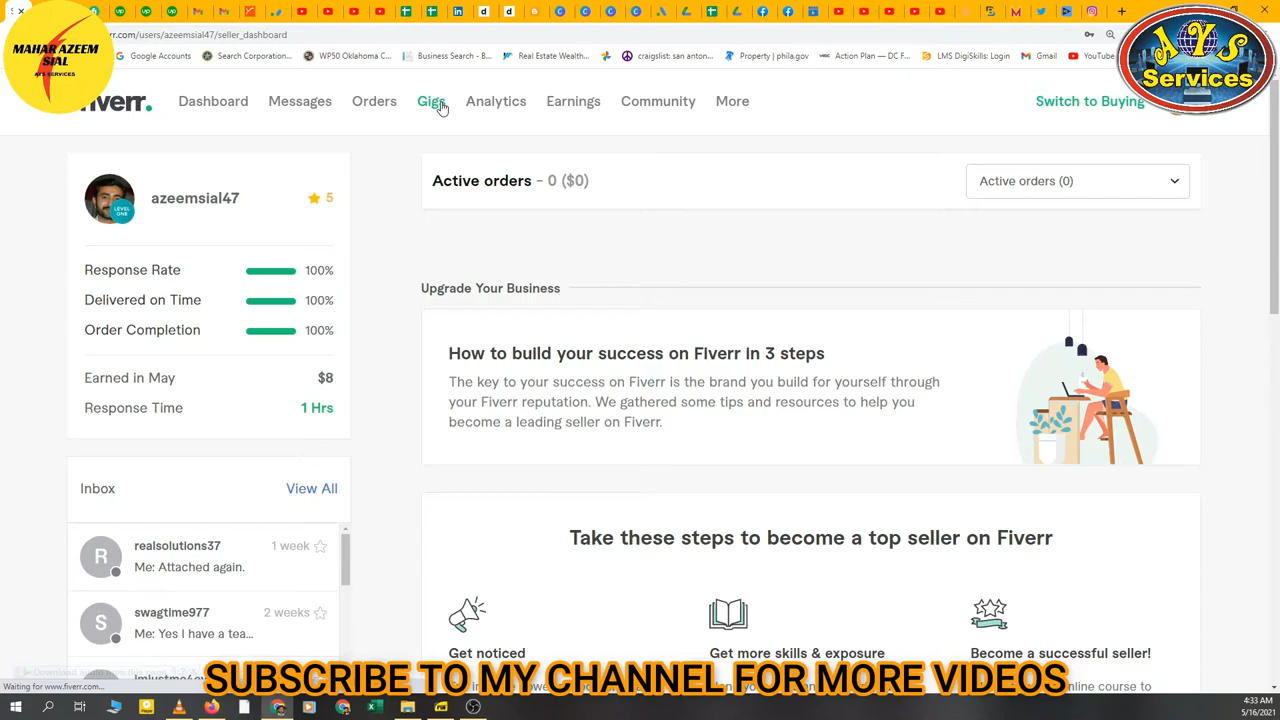 MAHAR AZEEM
SIAL
AYS SERVICES
AYS
Services
rr.com/users/azeemsial47/seller_dashboard
Google Accounts
Search Corporation...
WP50 Oklahoma C...
Business Search - B...
Real Estate Wealth...
craigslist: san anton...
Property | phila.gov
Action Plan — DC F...
LMS DigiSkills: Login
Gmail
YouTube
fiverr.
Dashboard
Messages
Orders
Gigs
Analytics
Earnings
Community
More
Switch to Buying
azeemsial47
5
LEVEL
ONE
Response Rate 100%
Delivered on Time 100%
Order Completion 100%
Earned in May $8
Response Time 1 Hrs
Active orders - 0 ($0)
Active orders (0)
Upgrade Your Business
How to build your success on Fiverr in 3 steps
The key to your success on Fiverr is the brand you build for yourself through
your Fiverr reputation. We gathered some tips and resources to help you
become a leading seller on Fiverr.
Inbox View All
R
realsolutions37 1 week
Me: Attached again.
S
swagtime977 2 weeks
Me: Yes I have a tea...
Take these steps to become a top seller on Fiverr
Get noticed
Get more skills & exposure
Become a successful seller!
online course to
SUBSCRIBE TO MY CHANNEL FOR MORE VIDEOS
Waiting for www.fiverr.com...
4:33 AM
5/16/2021